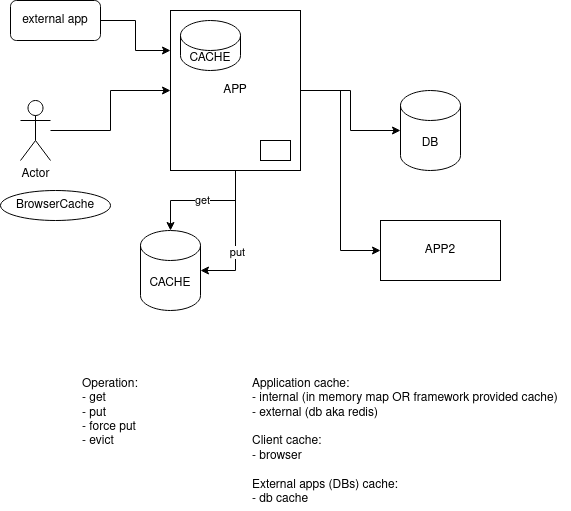 external app
CACHE
APP
DB
Actor
BrowserCache
get
put
APP2
CACHE
Operation:
- get
- put
- force put
- evict
Application cache:
- internal (in memory map OR framework provided cache)
- external (db aka redis)
Client cache:
- browser
External apps (DBs) cache:
- db cache